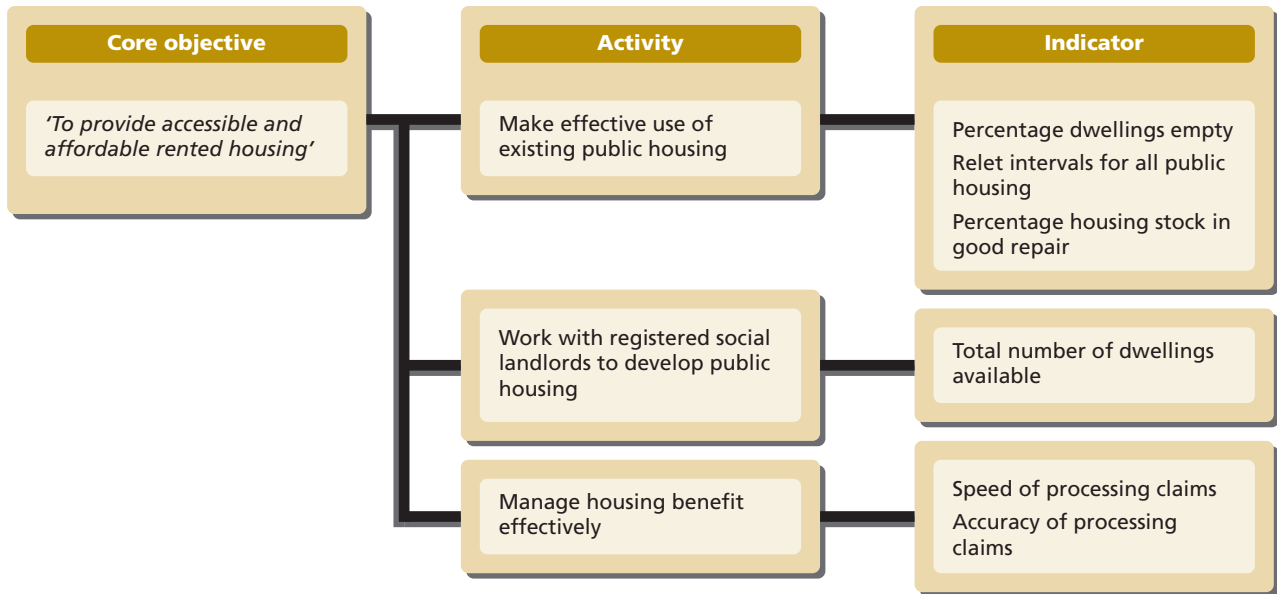 Core objective
'To provide accessible and
affordable rented housing'
Activity
Make effective use of
existing public housing
Work with registered social
landlords to develop public
housing
Manage housing benefit
effectively
Indicator
Percentage dwellings empty
Relet intervals for all public
housing
Percentage housing stock in
good repair
Total number of dwellings
available
Speed of processing claims
Accuracy of processing
claims